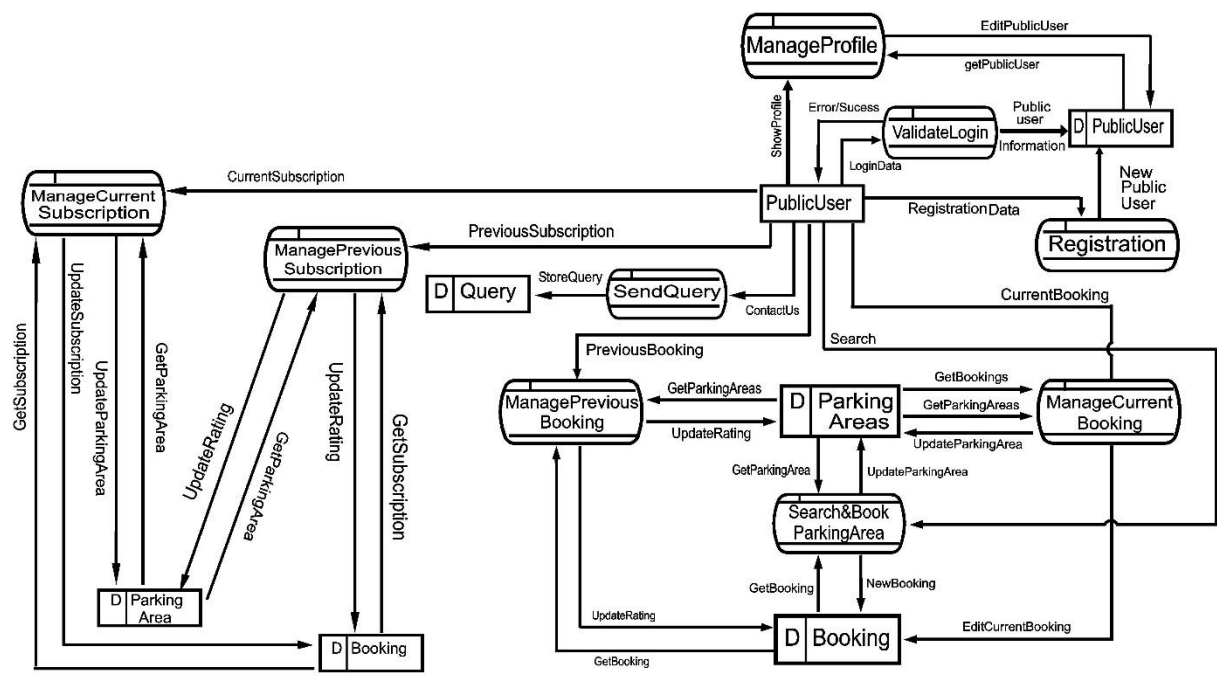 EditPublicUser
ManageProfile
getPublicUser
ShowProfile
Error/Sucess
ValidateLogin
LoginData
Public
user
Information
D PublicUser
New
Public
User
PublicUser
RegistrationData
Registration
CurrentSubscription
ManageCurrent
Subscription
PreviousSubscription
ManagePrevious
Subscription
D Query
StoreQuery
SendQuery
ContactUs
CurrentBooking
Search
PreviousBooking
GetSubscription
UpdateSubscription
UpdateParkingArea
GetParkingArea
UpdateRating
GetParkingArea
UpdateRating
GetSubscription
ManagePrevious
Booking
GetParkingAreas
UpdateRating
D Parking
Areas
GetBookings
GetParkingAreas
UpdateParkingArea
ManageCurrent
Booking
GetParkingArea
UpdateParkingArea
Search&Book
ParkingArea
GetBooking
NewBooking
D Parking
Area
D Booking
UpdateRating
GetBooking
D Booking
EditCurrentBooking